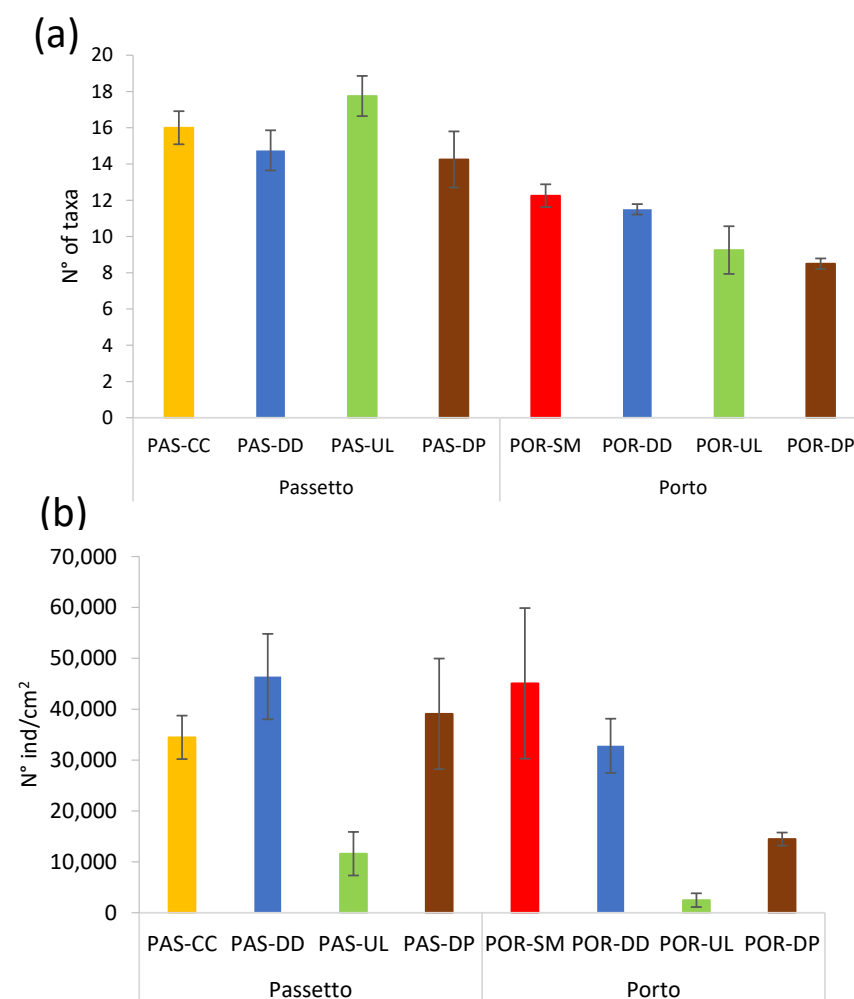 (a)
N° of taxa
20
18
16
14
12
10
8
6
4
2
0
PAS-CC PAS-DD PAS-UL PAS-DP POR-SM POR-DD POR-UL POR-DP
Passetto Porto
(b)
N° ind/cm²
70,000
60,000
50,000
40,000
30,000
20,000
10,000
0
PAS-CC PAS-DD PAS-UL PAS-DP POR-SM POR-DD POR-UL POR-DP
Passetto Porto